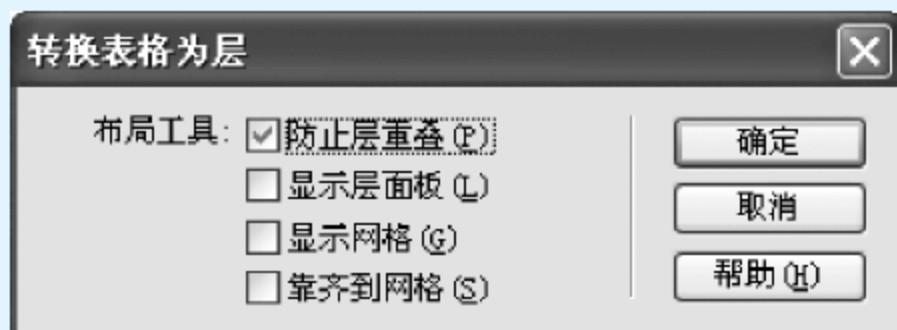 转换表格为层
布局工具: 防止层重叠(P)
显示层面板(L)
显示网格(G)
靠齐到网格(S)
确定
取消
帮助(H)